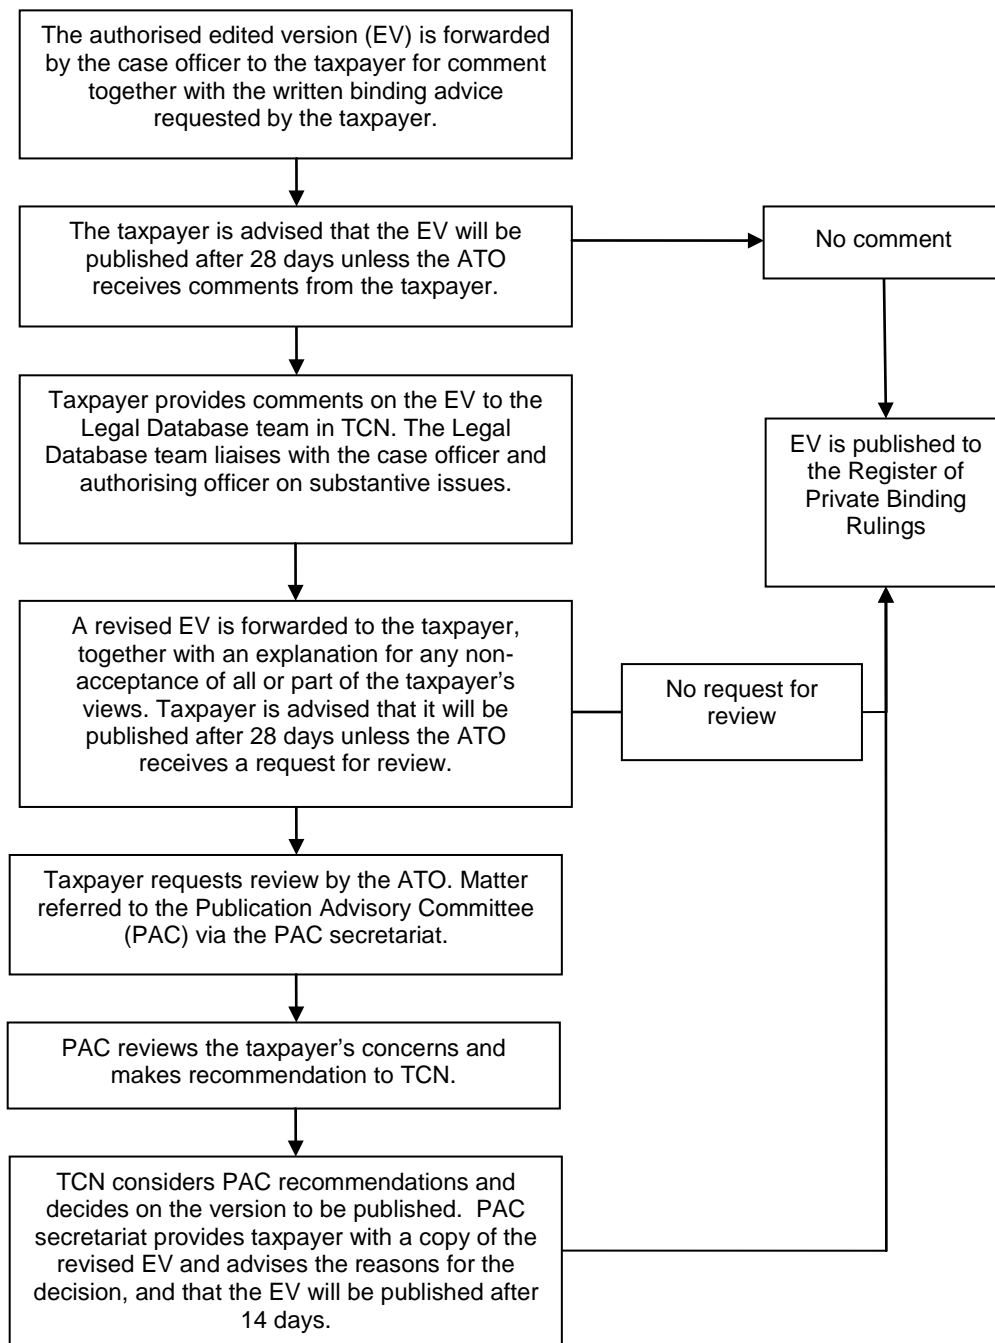 The authorised edited version (EV) is forwarded
by the case officer to the taxpayer for comment
together with the written binding advice
requested by the taxpayer.
The taxpayer is advised that the EV will be
published after 28 days unless the ATO
receives comments from the taxpayer.
No comment
Taxpayer provides comments on the EV to the
Legal Database team in TCN. The Legal
Database team liaises with the case officer and
authorising officer on substantive issues.
EV is published to
the Register of
Private Binding
Rulings
A revised EV is forwarded to the taxpayer,
together with an explanation for any non-
acceptance of all or part of the taxpayer's
views. Taxpayer is advised that it will be
published after 28 days unless the ATO
receives a request for review.
No request for
review
Taxpayer requests review by the ATO. Matter
referred to the Publication Advisory Committee
(PAC) via the PAC secretariat.
PAC reviews the taxpayer's concerns and
makes recommendation to TCN.
TCN considers PAC recommendations and
decides on the version to be published.  PAC
secretariat provides taxpayer with a copy of the
revised EV and advises the reasons for the
decision, and that the EV will be published after
14 days.